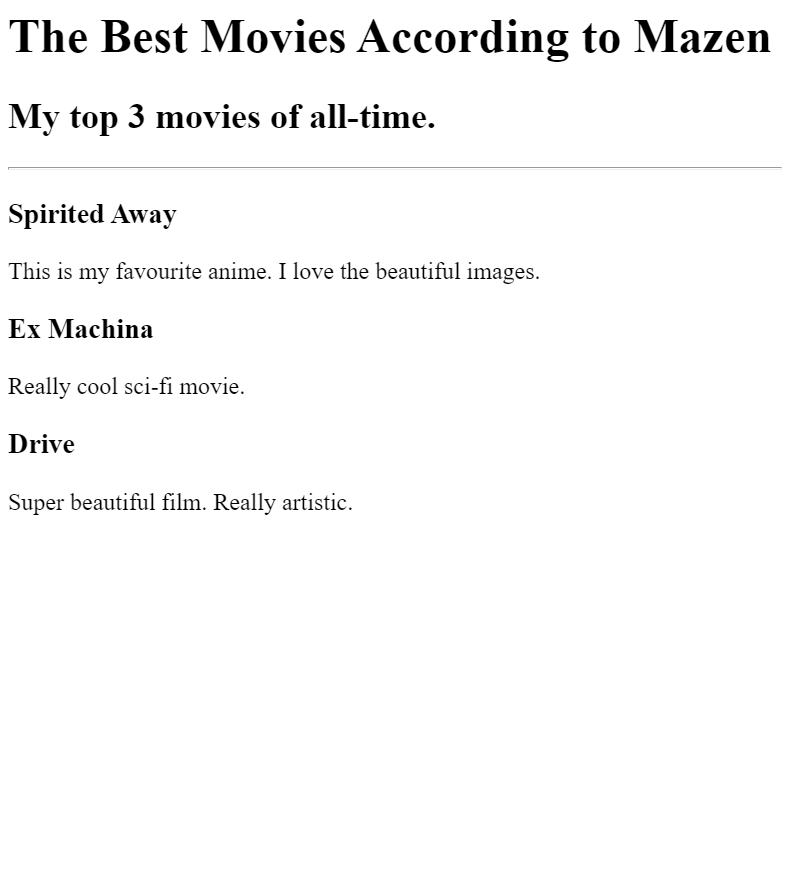 The Best Movies According to Mazen
My top 3 movies of all-time.
Spirited Away
This is my favourite anime. I love the beautiful images.
Ex Machina
Really cool sci-fi movie.
Drive
Super beautiful film. Really artistic.